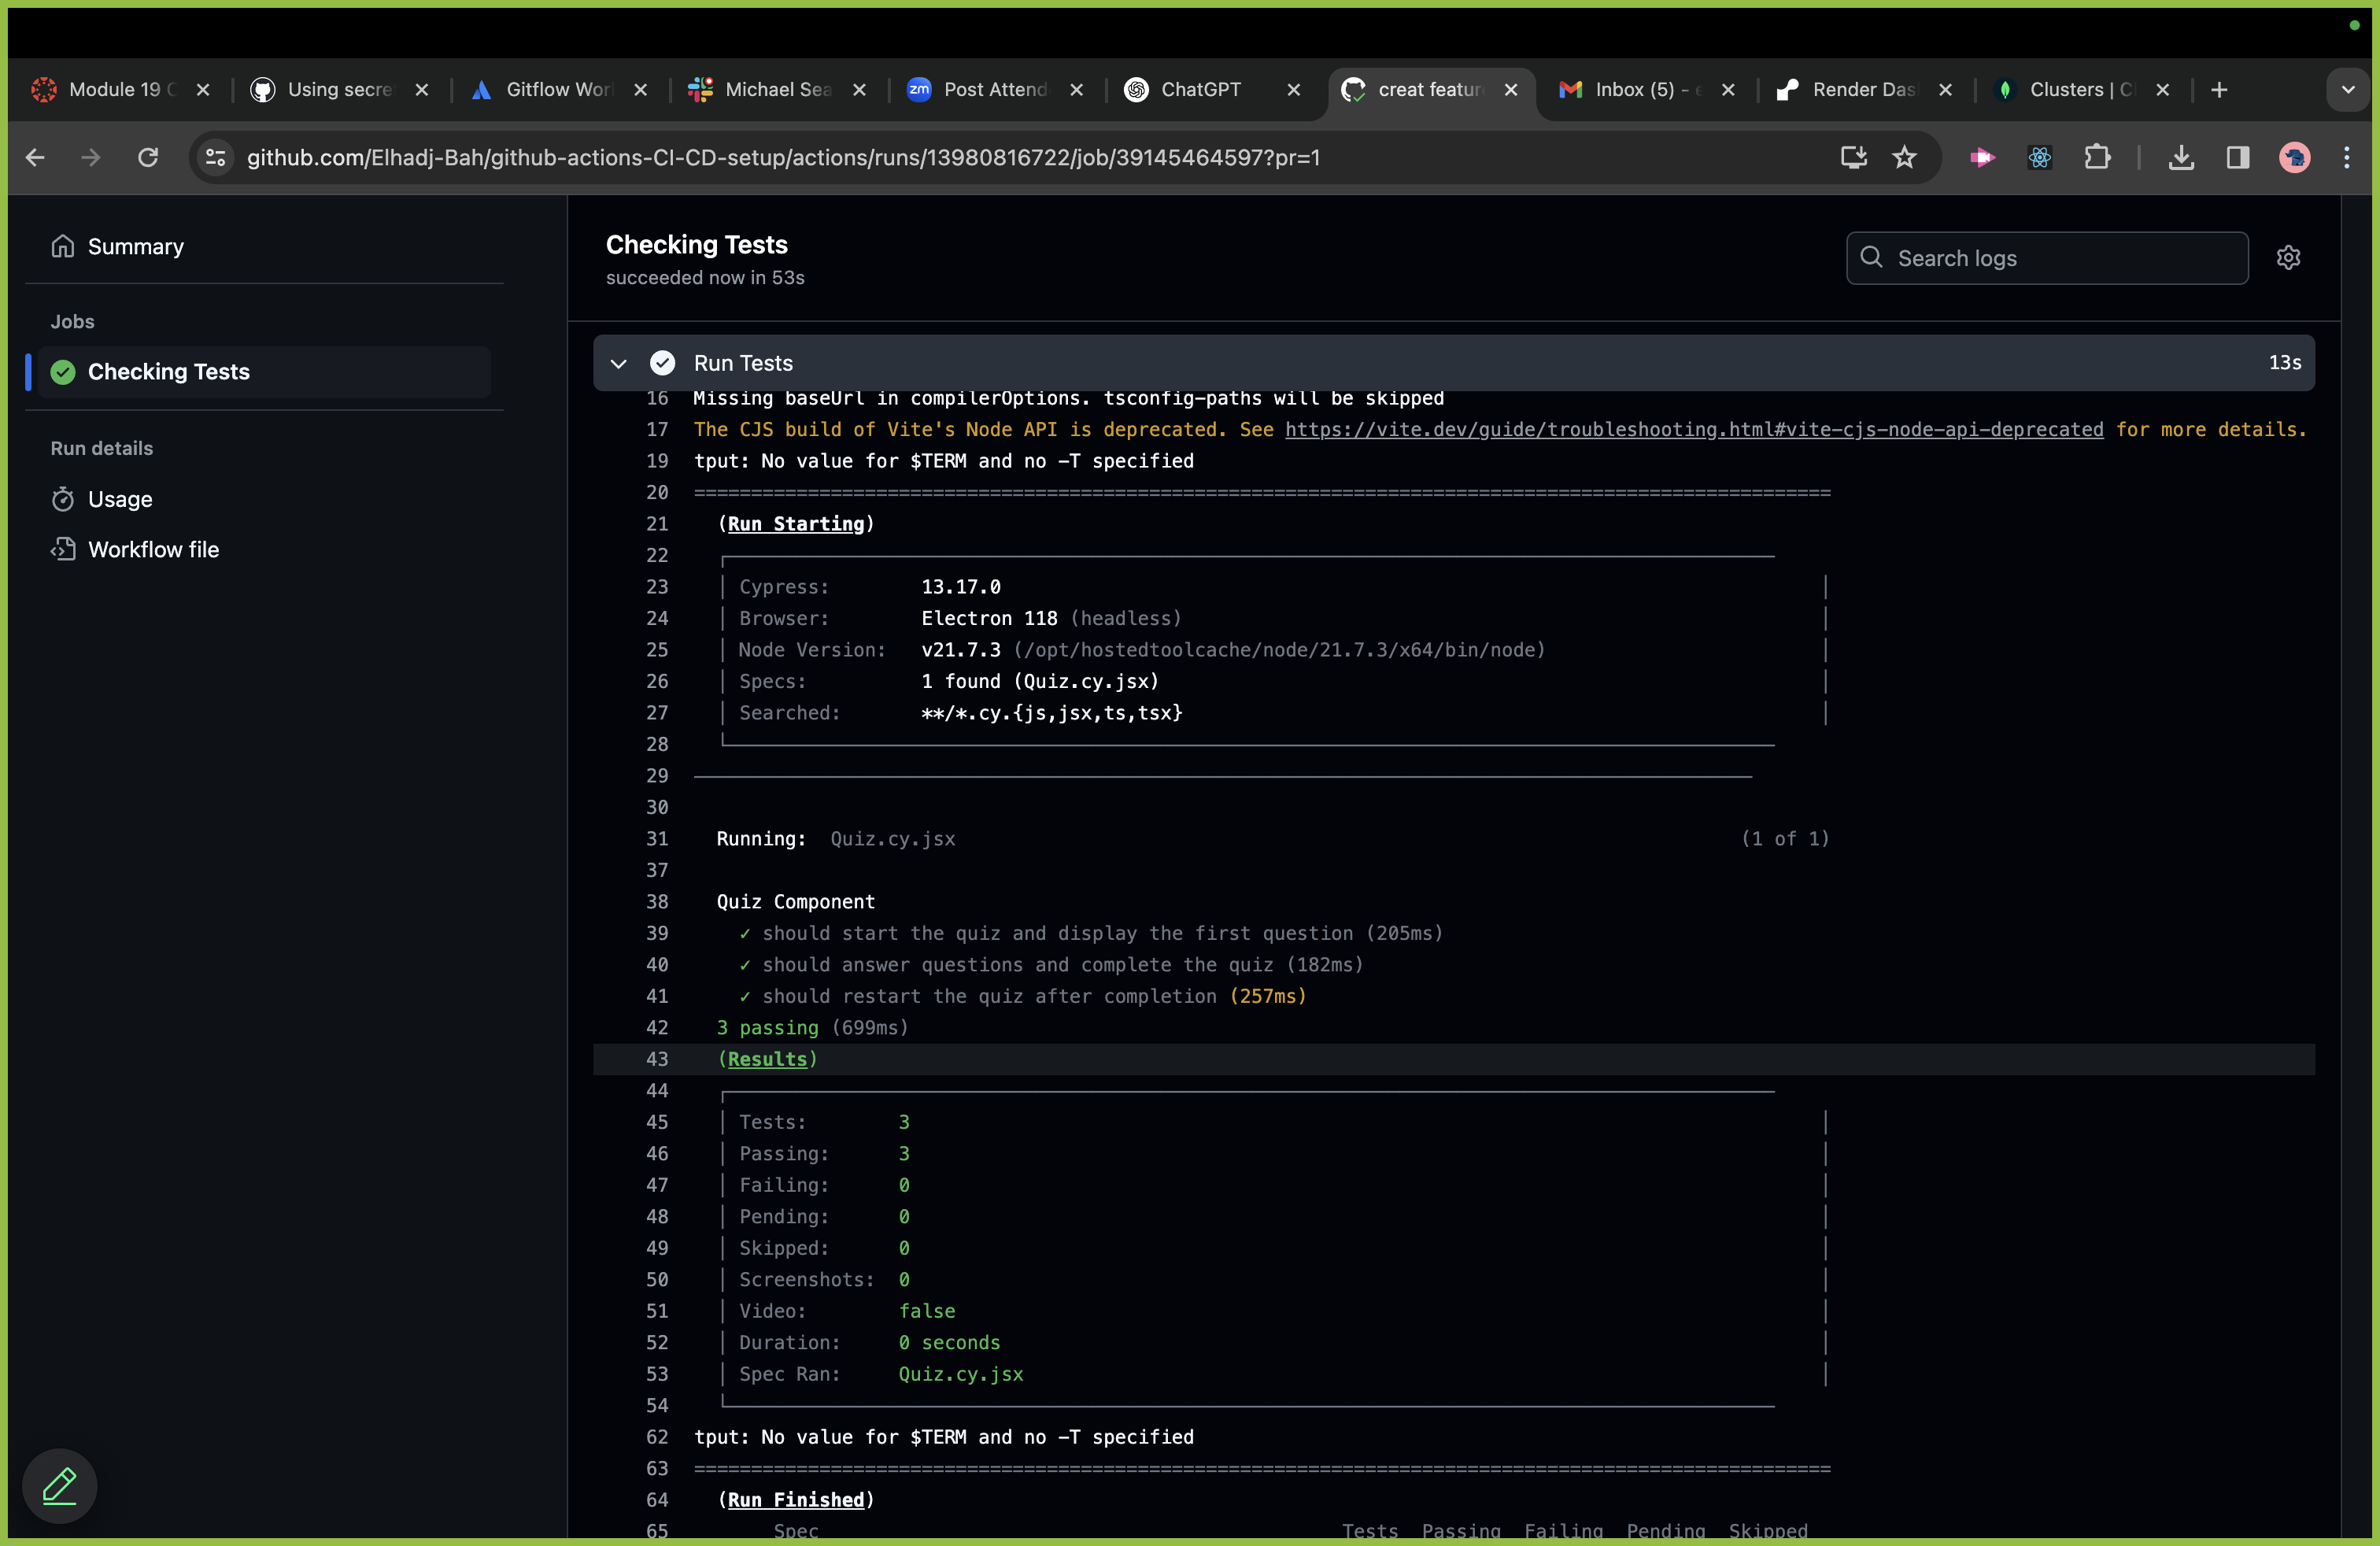 Module 19 C
Using secre
Gitflow Wor
Michael Sea
Post Attend
ChatGPT
creat featur
Inbox (5) - e
Render Das
Clusters | C
github.com/Elhadj-Bah/github-actions-CI-CD-setup/actions/runs/13980816722/job/39145464597?pr=1
Summary
Jobs
Checking Tests
Run details
Usage
Workflow file
Checking Tests
succeeded now in 53s
Search logs
Run Tests 13s
16 Missing baseUrl in compilerOptions. tsconfig-paths will be skipped
17 The CJS build of Vite's Node API is deprecated. See https://vite.dev/guide/troubleshooting.html#vite-cjs-node-api-deprecated for more details.
19 tput: No value for $TERM and no -T specified
20 ====================================================================================================
21 (Run Starting)
22
23 Cypress: 13.17.0
24 Browser: Electron 118 (headless)
25 Node Version: v21.7.3 (/opt/hostedtoolcache/node/21.7.3/x64/bin/node)
26 Specs: 1 found (Quiz.cy.jsx)
27 Searched: **/*.cy.{js,jsx,ts,tsx}
28
29
30
31 Running: Quiz.cy.jsx (1 of 1)
37
38 Quiz Component
39 ✓ should start the quiz and display the first question (205ms)
40 ✓ should answer questions and complete the quiz (182ms)
41 ✓ should restart the quiz after completion (257ms)
42 3 passing (699ms)
43 (Results)
44
45 Tests: 3
46 Passing: 3
47 Failing: 0
48 Pending: 0
49 Skipped: 0
50 Screenshots: 0
51 Video: false
52 Duration: 0 seconds
53 Spec Ran: Quiz.cy.jsx
54
62 tput: No value for $TERM and no -T specified
63 ====================================================================================================
64 (Run Finished)
65 Spec Tests Passing Failing Pending Skipped